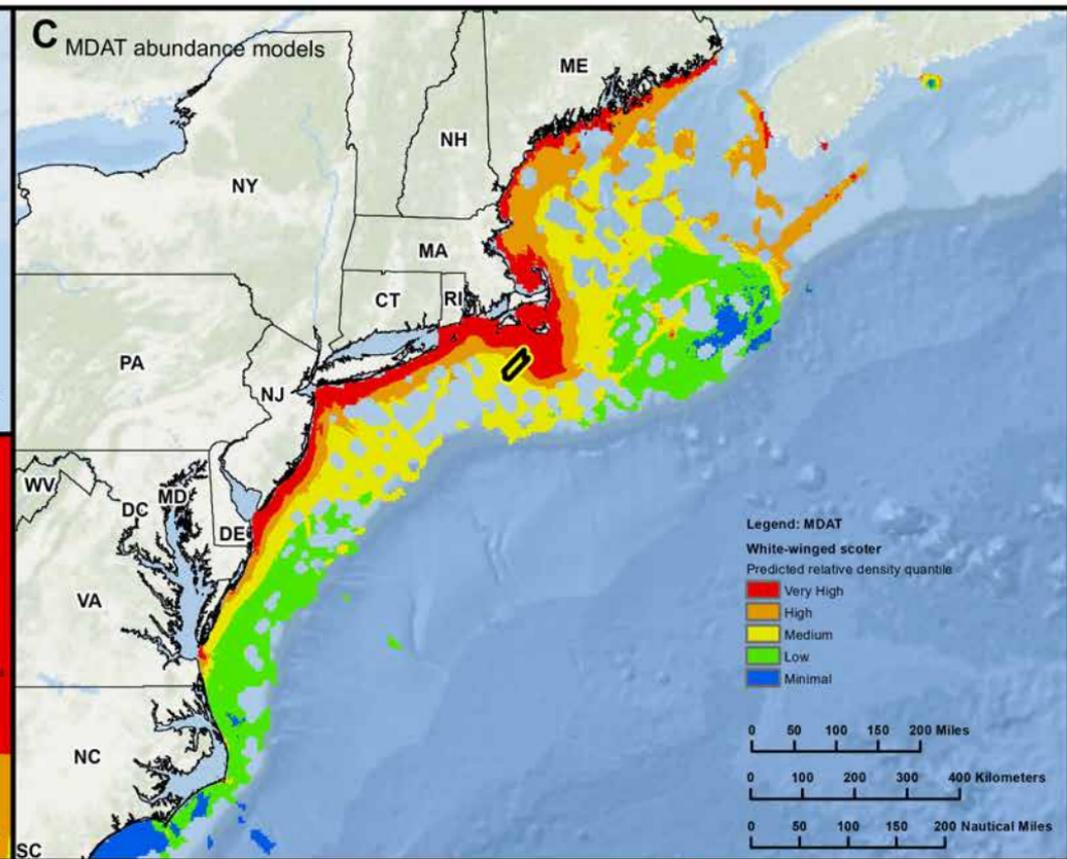 C MDAT abundance models
ME
NH
NY
MA
CT
RI
PA
NJ
WV
MD
DC
DE
VA
NC
SC
Legend: MDAT
White-winged scoter
Predicted relative density quantile
Very High
High
Medium
Low
Minimal
0 50 100 150 200 Miles
0 100 200 300 400 Kilometers
0 50 100 150 200 Nautical Miles